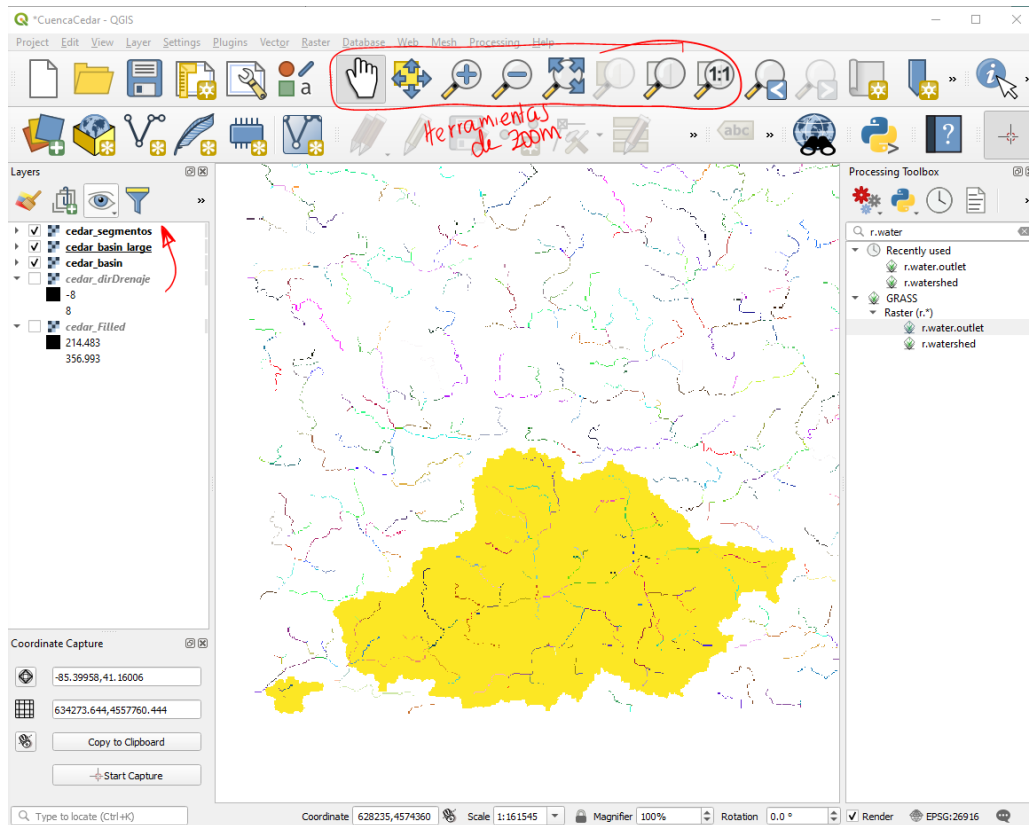 *CuencaCedar - QGIS
Project Edit View Layer Settings Plugins Vector Raster Database Web Mesh Processing Help
a
1:1
»
»
Herramientas
de zoom
abc
»
»
?
Layers
»
cedar_segmentos
cedar_basin_large
cedar_basin
cedar_dirDrenaje
-8
8
cedar_Filled
214.483
356.993
Processing Toolbox
»
r.water
Recently used
r.water.outlet
r.watershed
GRASS
Raster (r.*)
r.water.outlet
r.watershed
Coordinate Capture
-85.39958,41.16006
634273.644,4557760.444
Copy to Clipboard
Start Capture
Type to locate (Ctrl+K)
Coordinate 628235,4574360 Scale 1:161545 Magnifier 100% Rotation 0.0 ° Render EPSG:26916